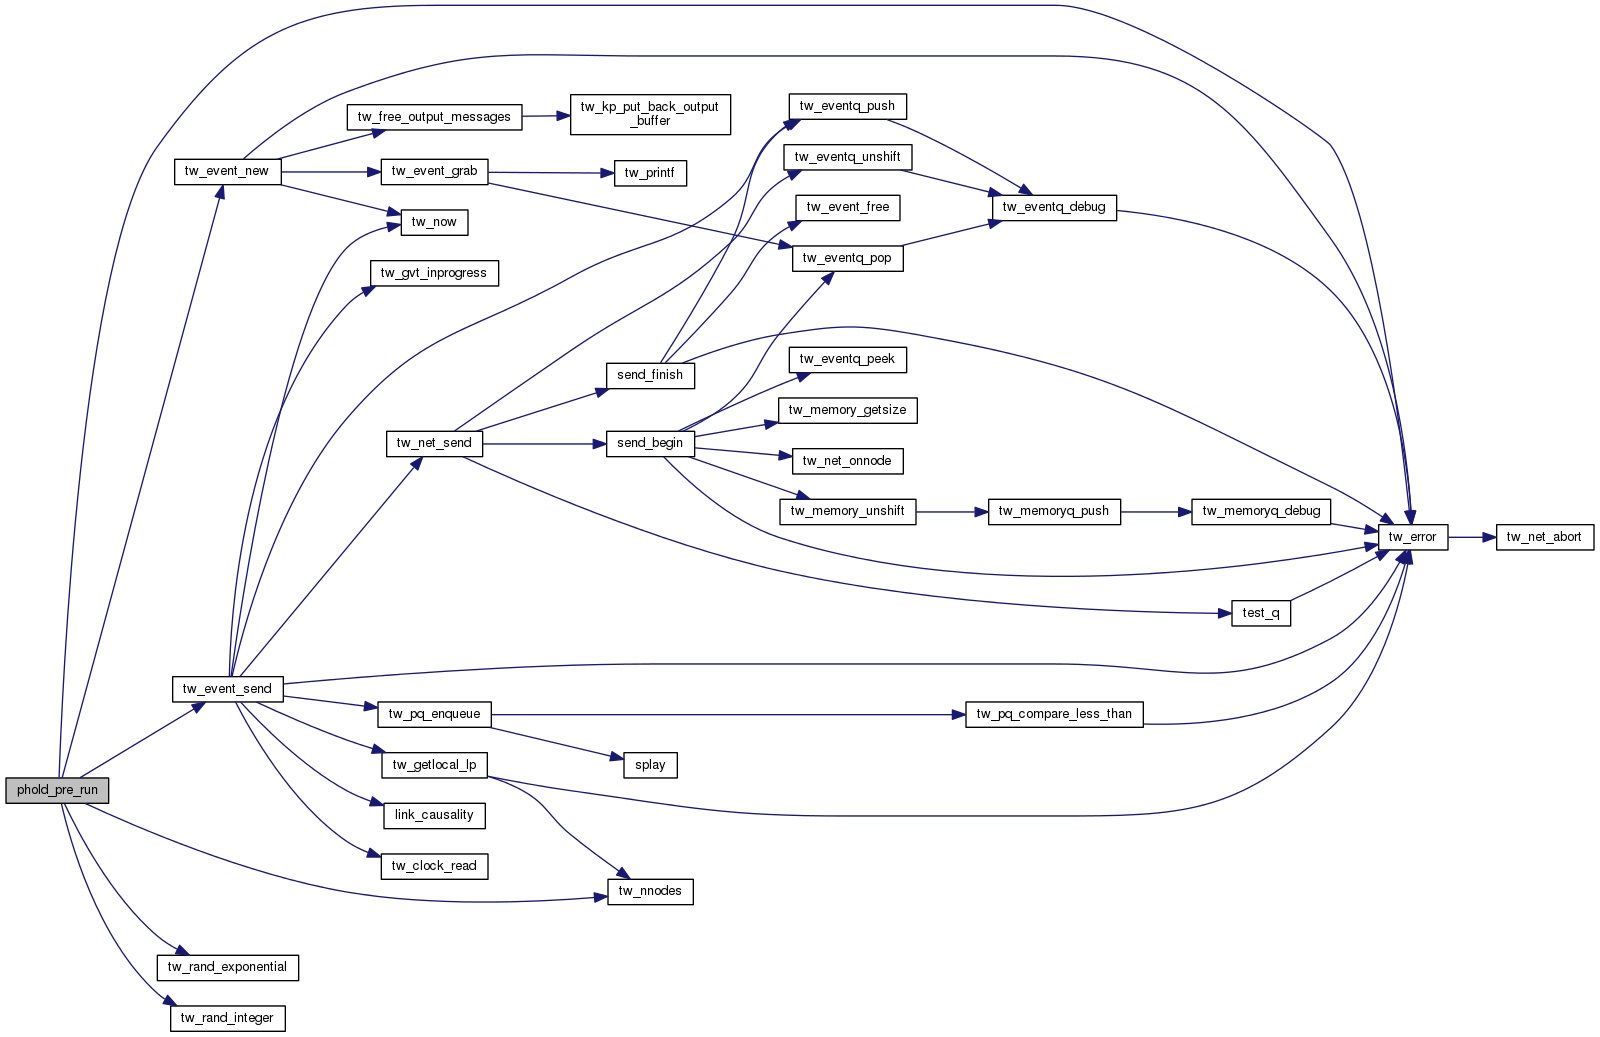 tw_eventq_push
tw_free_output_messages
tw_kp_put_back_output
_buffer
tw_eventq_unshift
tw_event_new
tw_event_grab
tw_printf
tw_event_free
tw_eventq_debug
tw_now
tw_eventq_pop
tw_gvt_inprogress
tw_eventq_peek
send_finish
tw_memory_getsize
tw_net_send
send_begin
tw_net_onnode
tw_memory_unshift
tw_memoryq_push
tw_memoryq_debug
tw_error
tw_net_abort
test_q
tw_event_send
tw_pq_enqueue
tw_pq_compare_less_than
tw_getlocal_lp
splay
phold_pre_run
link_causality
tw_clock_read
tw_nnodes
tw_rand_exponential
tw_rand_integer